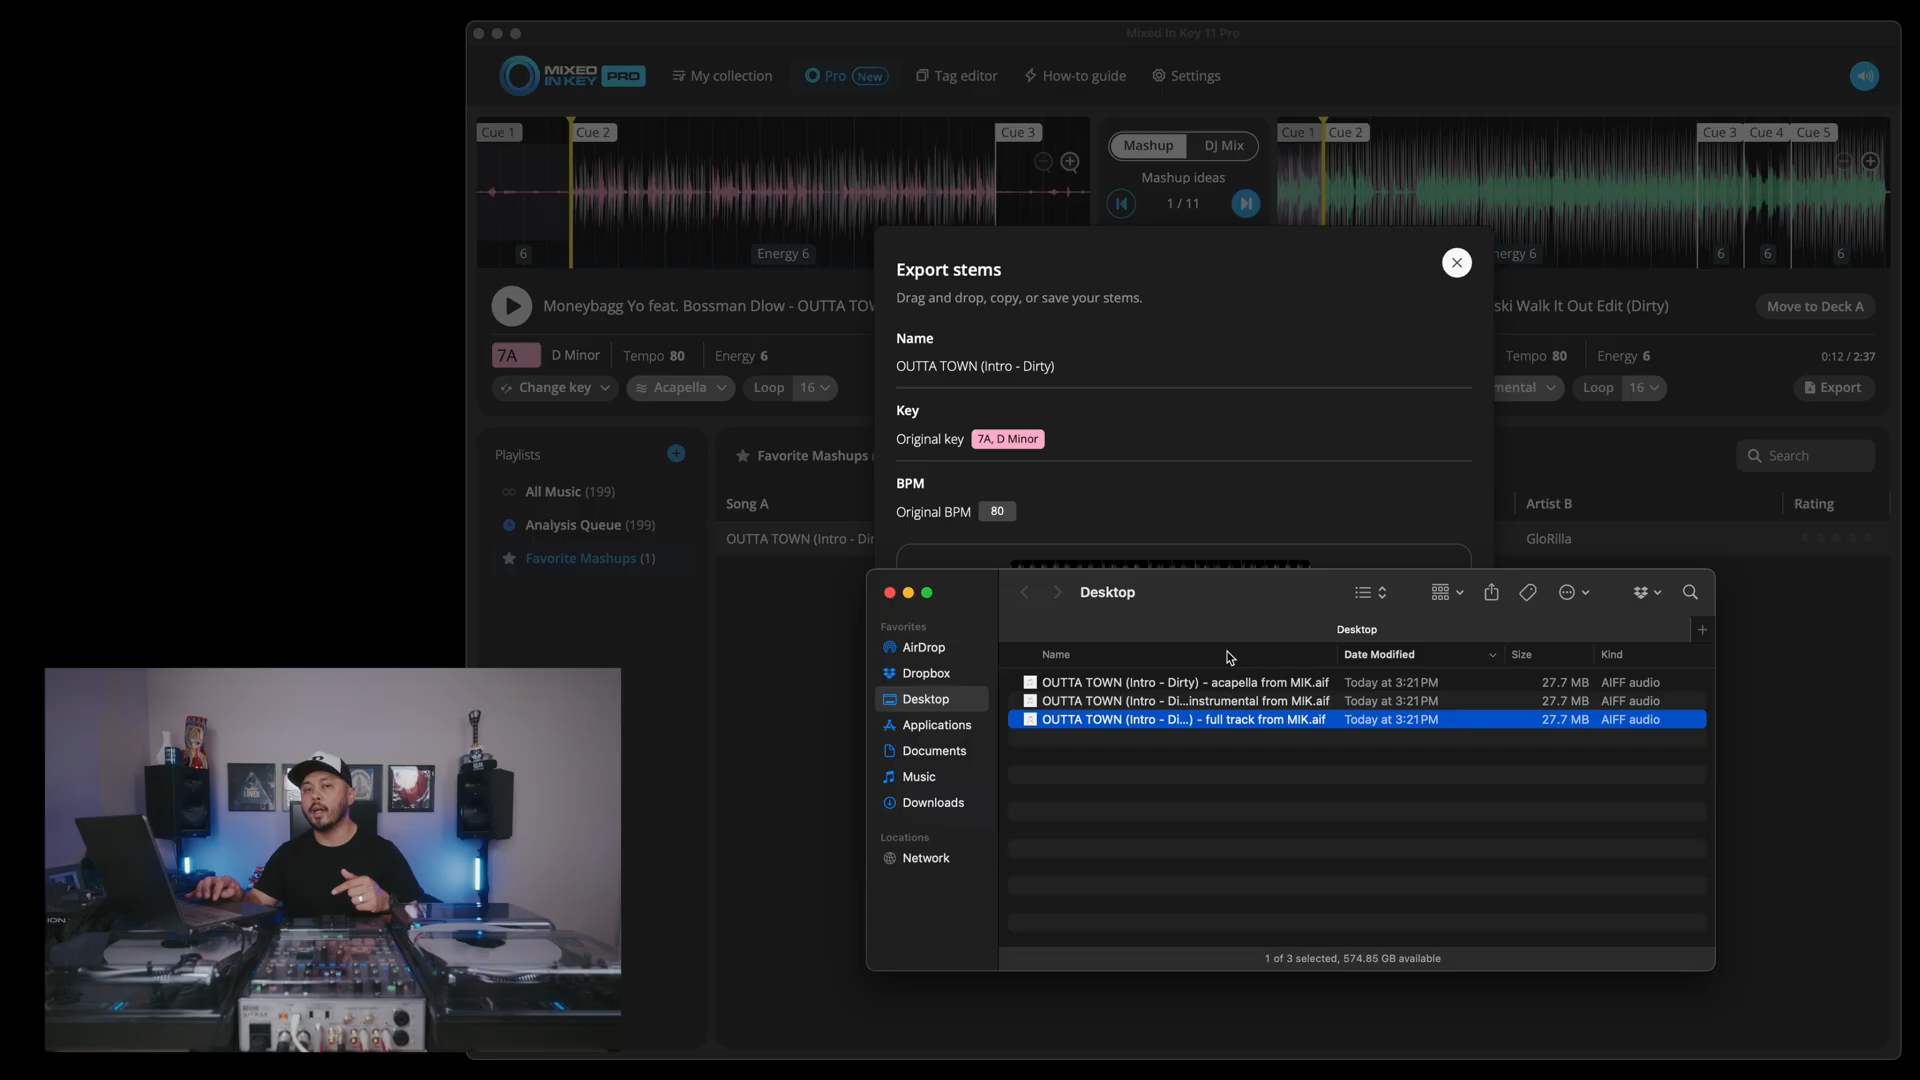 Mixed In Key 11 Pro
MIXED IN KEY PRO
My collection
Pro New
Tag editor
How-to guide
Settings
Cue 1
Cue 2
Cue 3
6
Energy 6
Mashup
DJ Mix
Mashup ideas
1 / 11
Cue 1
Cue 2
Cue 3
Cue 4
Cue 5
ergy 6
6
6
6
Moneybagg Yo feat. Bossman Dlow - OUTTA TOW
7A
D Minor
Tempo 80
Energy 6
Change key
Acapella
Loop 16
ski Walk It Out Edit (Dirty)
Move to Deck A
Tempo 80
Energy 6
0:12 / 2:37
mental
Loop 16
Export
Export stems
Drag and drop, copy, or save your stems.
Name
OUTTA TOWN (Intro - Dirty)
Key
Original key 7A, D Minor
BPM
Original BPM 80
Playlists
All Music (199)
Analysis Queue (199)
Favorite Mashups (1)
Favorite Mashups
Search
Song A
Artist B
Rating
OUTTA TOWN (Intro - Dir
GloRilla
Desktop
Favorites
AirDrop
Dropbox
Desktop
Applications
Documents
Music
Downloads
Locations
Network
Desktop
Name
Date Modified
Size
Kind
OUTTA TOWN (Intro - Dirty) - acapella from MIK.aif Today at 3:21 PM 27.7 MB AIFF audio
OUTTA TOWN (Intro - Di...instrumental from MIK.aif Today at 3:21 PM 27.7 MB AIFF audio
OUTTA TOWN (Intro - Di...) - full track from MIK.aif Today at 3:21 PM 27.7 MB AIFF audio
1 of 3 selected, 574.85 GB available
ION